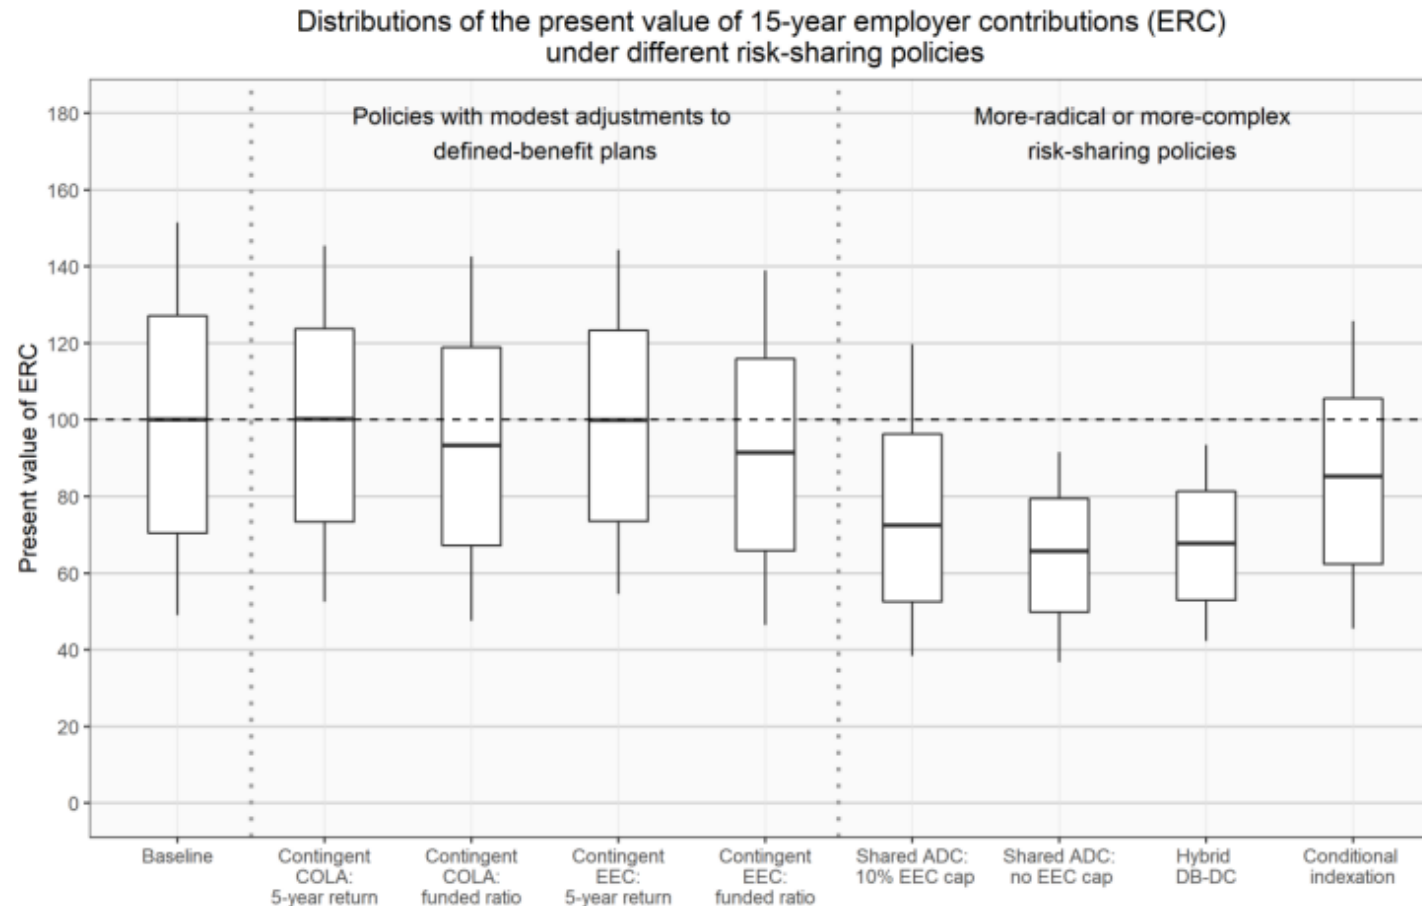 Distributions of the present value of 15-year employer contributions (ERC)
under different risk-sharing policies
Policies with modest adjustments to
defined-benefit plans
More-radical or more-complex
risk-sharing policies
Present value of ERC
180
160
140
120
100
80
60
40
20
0
Baseline
Contingent
COLA:
5-year return
Contingent
COLA:
funded ratio
Contingent
EEC:
5-year return
Contingent
EEC:
funded ratio
Shared ADC:
10% EEC cap
Shared ADC:
no EEC cap
Hybrid
DB-DC
Conditional
indexation